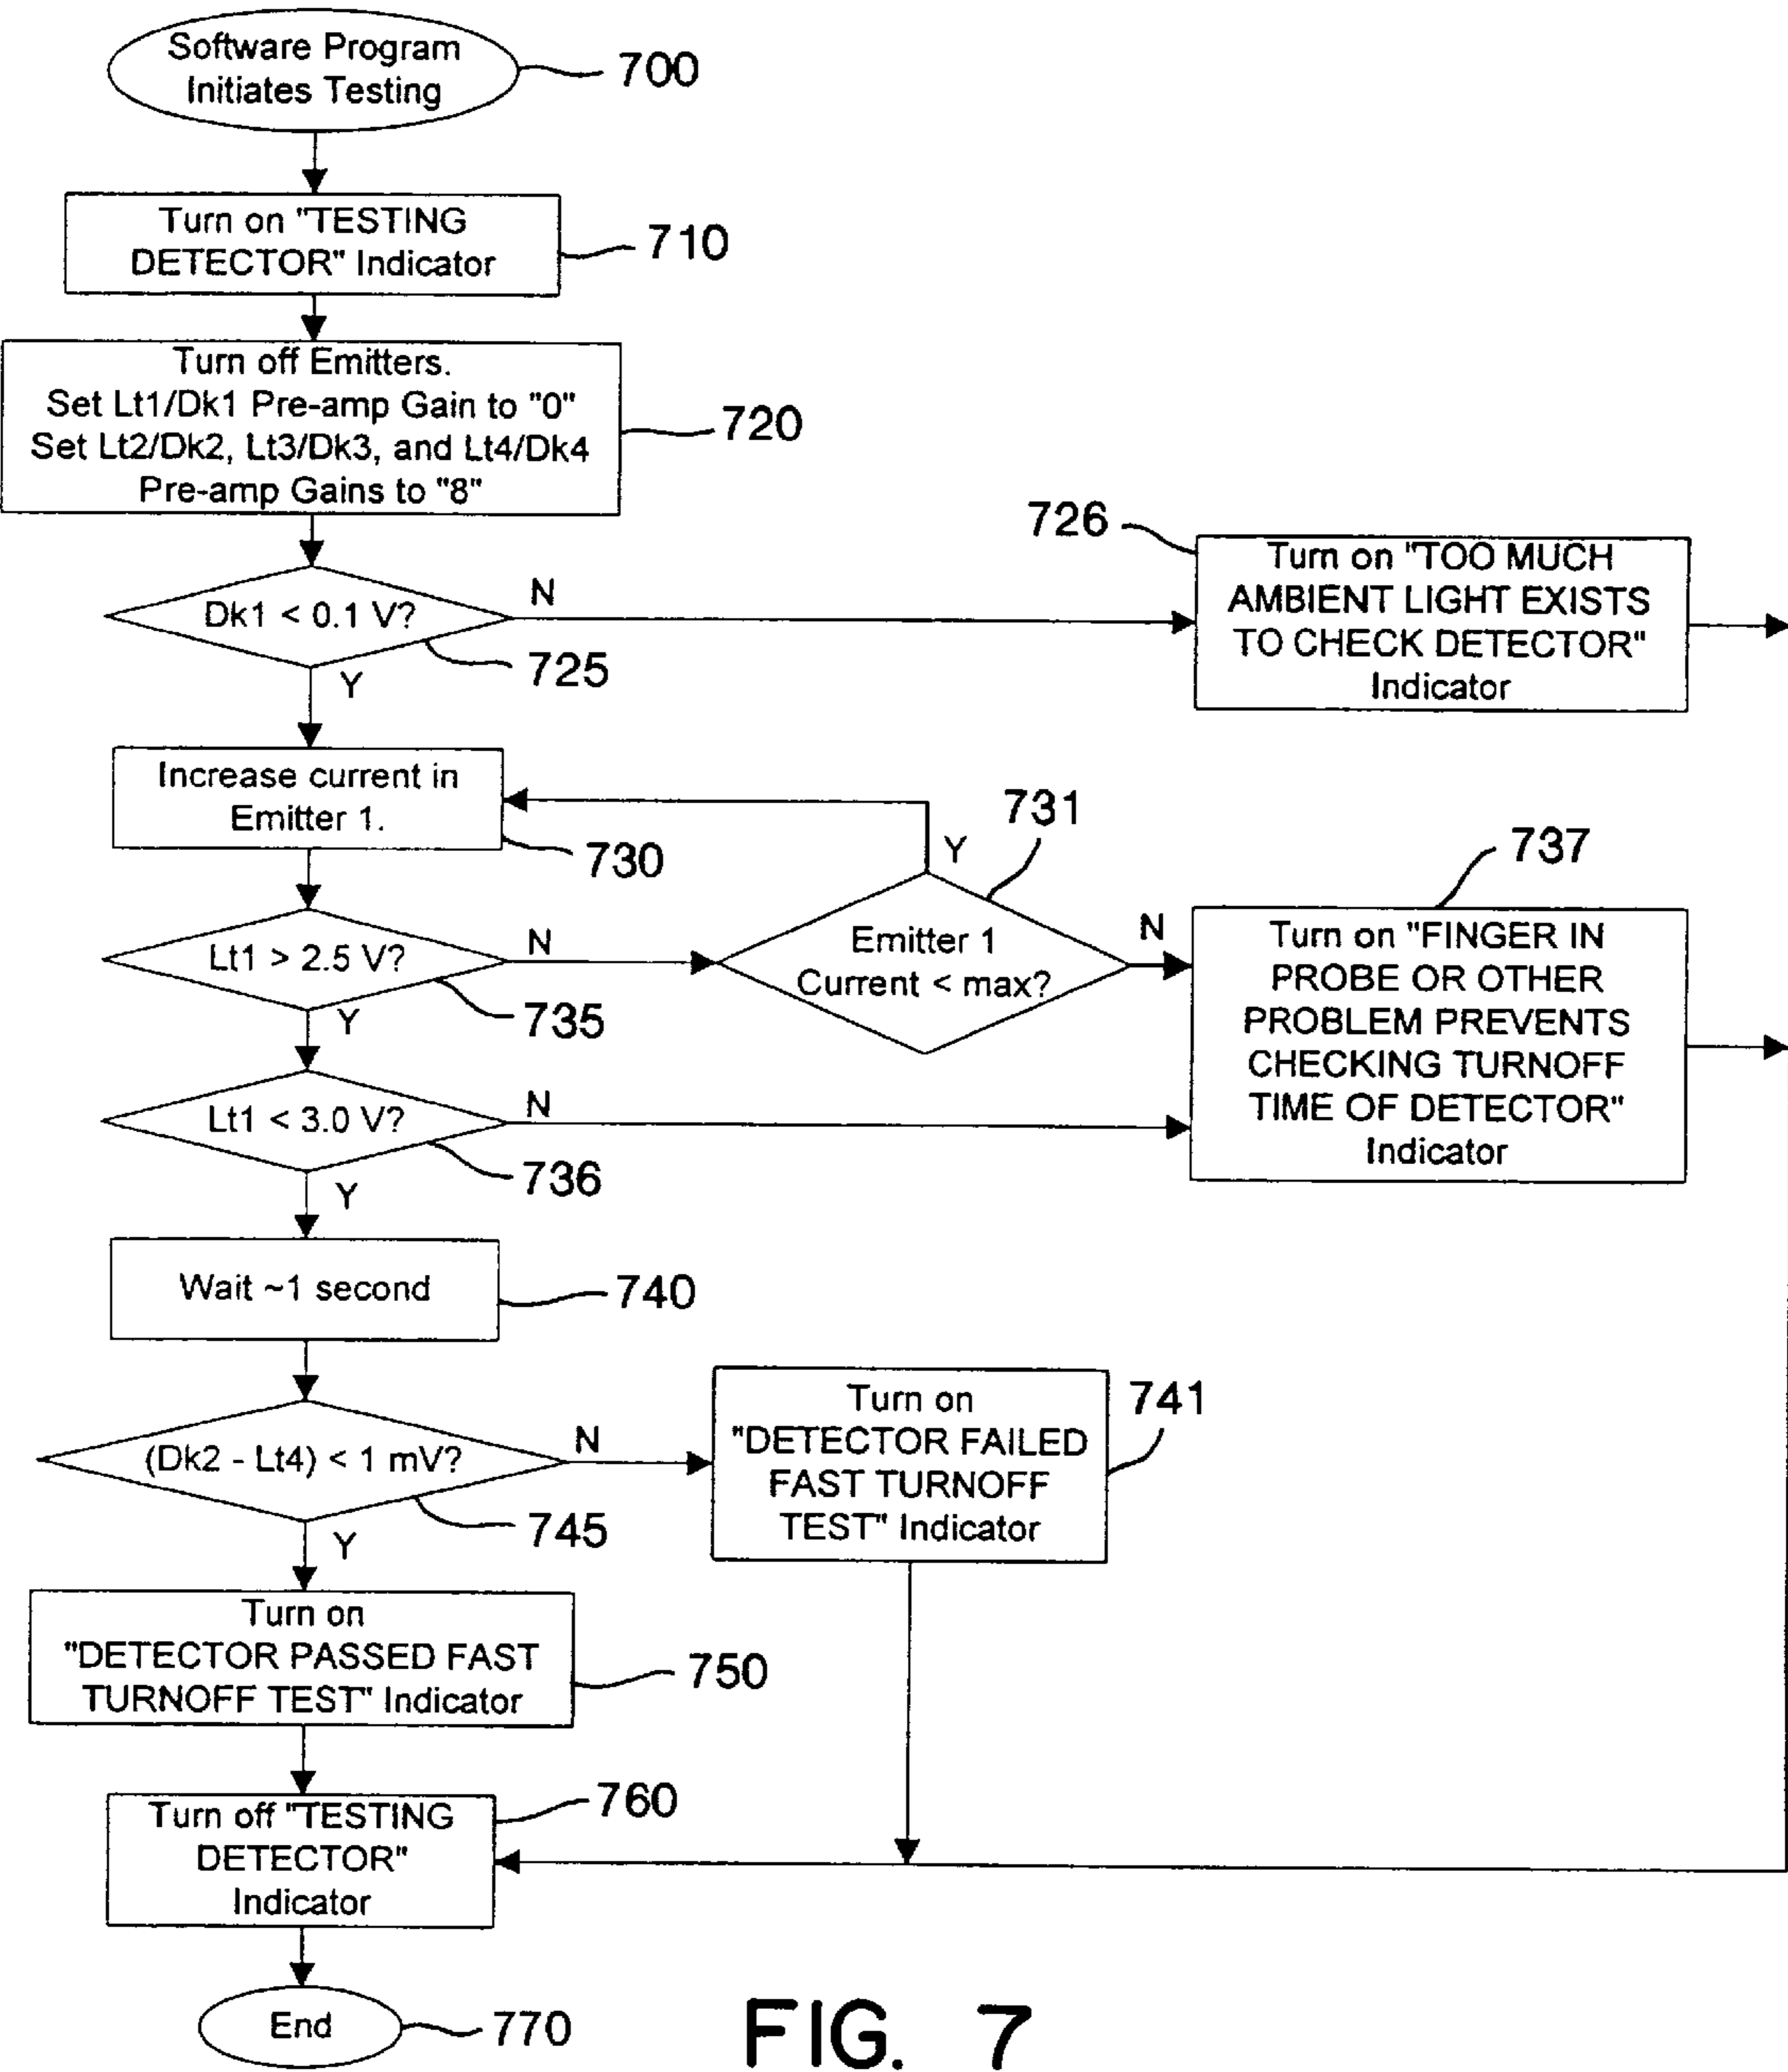 Software Program
Initiates Testing
700
Turn on "TESTING
DETECTOR" Indicator
710
Turn off Emitters.
Set Lt1/Dk1 Pre-amp Gain to "0"
Set Lt2/Dk2, Lt3/Dk3, and Lt4/Dk4
Pre-amp Gains to "8"
720
Dk1 < 0.1 V?
725
N
Y
726
Turn on "TOO MUCH
AMBIENT LIGHT EXISTS
TO CHECK DETECTOR"
Indicator
Increase current in
Emitter 1.
730
731
Y
Emitter 1
Current < max?
N
737
Turn on "FINGER IN
PROBE OR OTHER
PROBLEM PREVENTS
CHECKING TURNOFF
TIME OF DETECTOR"
Indicator
Lt1 > 2.5 V?
N
735
Y
Lt1 < 3.0 V?
N
736
Y
Wait ~1 second
740
(Dk2 - Lt4) < 1 mV?
N
745
Y
Turn on
"DETECTOR FAILED
FAST TURNOFF
TEST" Indicator
741
Turn on
"DETECTOR PASSED FAST
TURNOFF TEST" Indicator
750
Turn off "TESTING
DETECTOR"
Indicator
760
End
770
FIG. 7